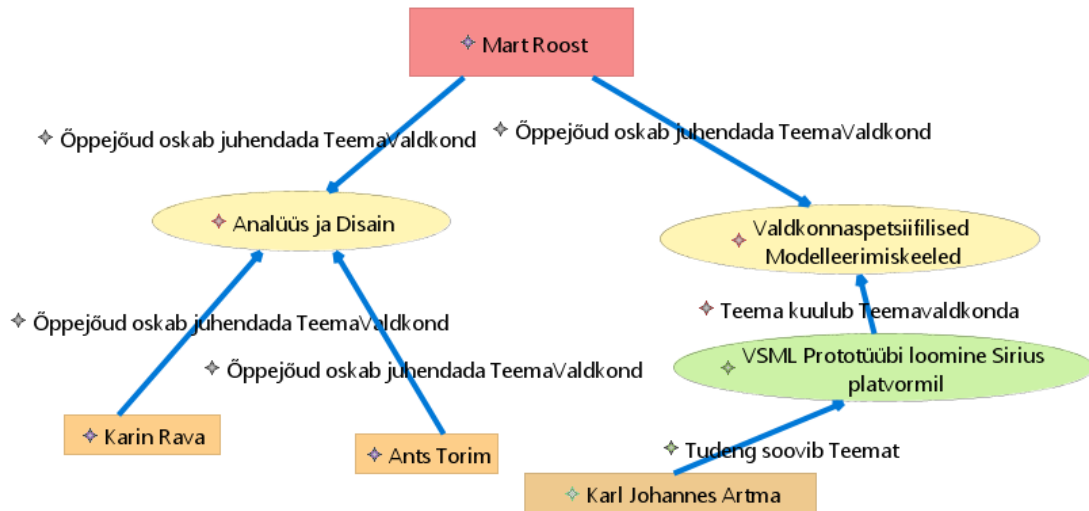 Mart Roost
Õppejõud oskab juhendada TeemaValdkond
Õppejõud oskab juhendada TeemaValdkond
Analüüs ja Disain
Valdkonnaspetsiifilised
Modelleerimiskeeled
Teema kuulub Teemavaldkonda
Õppejõud oskab juhendada TeemaValdkond
VSML Prototüübi loomine Sirius
platvormil
Õppejõud oskab juhendada TeemaValdkond
Karin Rava
Ants Torim
Tudeng soovib Teemat
Karl Johannes Artma